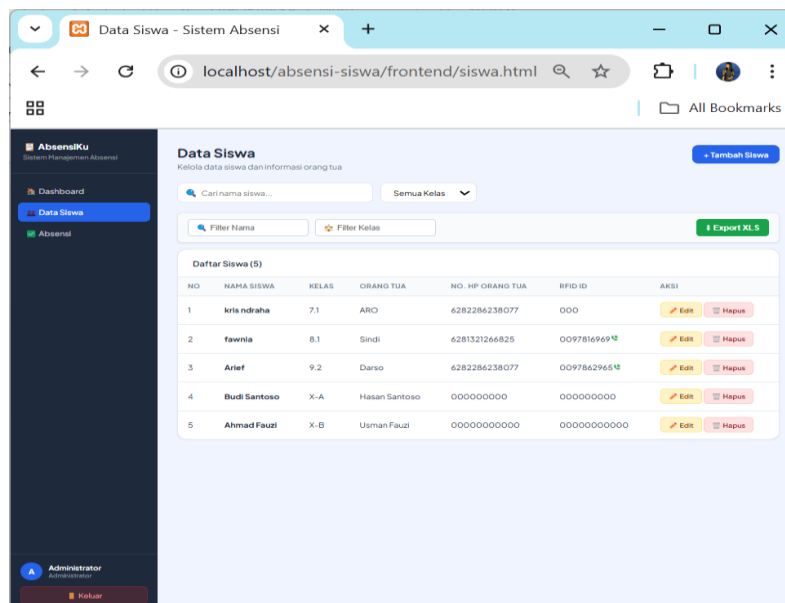 Data Siswa - Sistem Absensi
localhost/absensi-siswa/frontend/siswa.html
All Bookmarks
AbsensiKu
Sistem Manajemen Absensi
Dashboard
Data Siswa
Absensi
Data Siswa
Kelola data siswa dan informasi orang tua
+ Tambah Siswa
Cari nama siswa...
Semua Kelas
Filter Nama
Filter Kelas
Export XLS
Daftar Siswa (5)
NO NAMA SISWA KELAS ORANG TUA NO. HP ORANG TUA RFID ID AKSI
1 kris ndraha 7.1 ARO 6282286238077 000 Edit Hapus
2 fawnia 8.1 Sindi 6281321266825 0097816969 Edit Hapus
3 Arief 9.2 Darso 6282286238077 0097862965 Edit Hapus
4 Budi Santoso X-A Hasan Santoso 000000000 000000000 Edit Hapus
5 Ahmad Fauzi X-B Usman Fauzi 00000000000 00000000000 Edit Hapus
A
Administrator
Administrator
Keluar